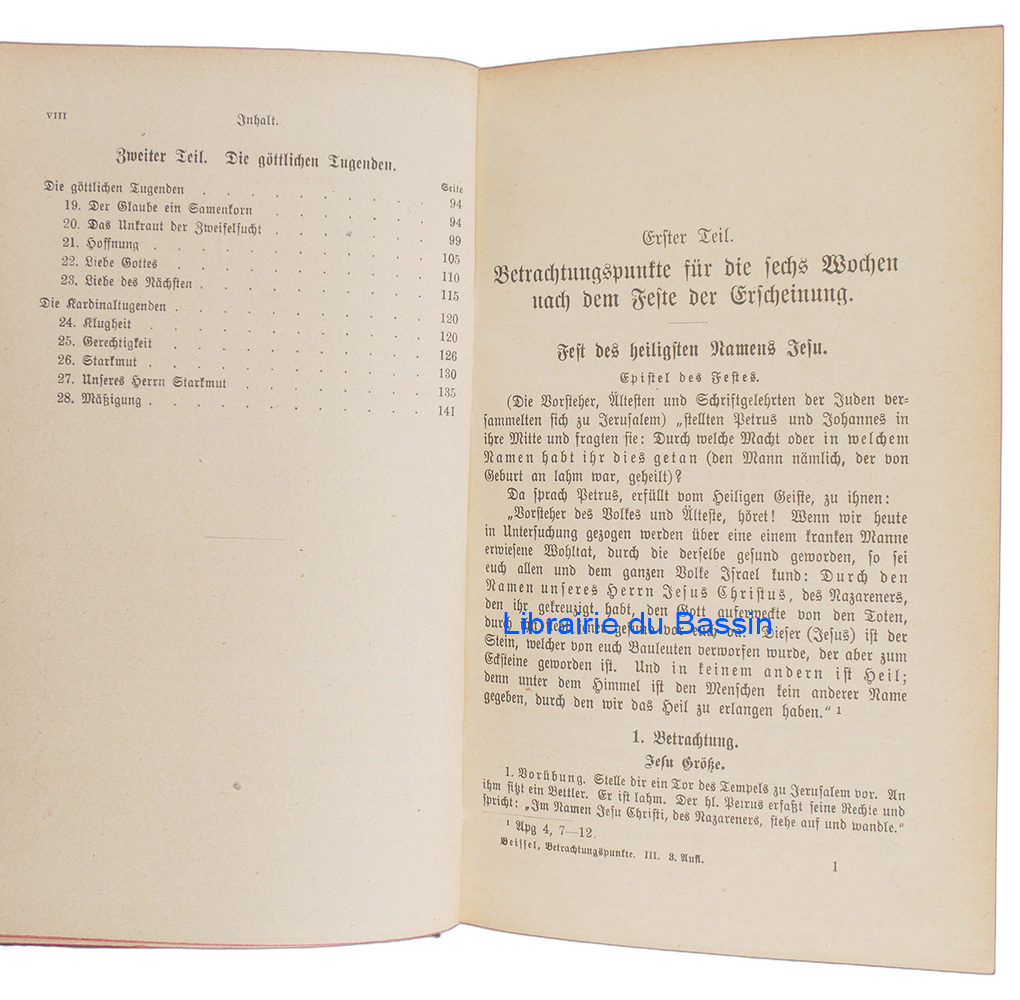 VIII
Inhalt.
Zweiter Teil. Die göttlichen Tugenden.
Seite
Die göttlichen Tugenden . . . . . . . . 94
19. Der Glaube ein Samenkorn . . . . . . 94
20. Das Unkraut der Zweifelsucht . . . . . . 99
21. Hoffnung . . . . . . . . . 105
22. Liebe Gottes . . . . . . . . 110
23. Liebe des Nächsten . . . . . . . . 115
Die Kardinaltugenden . . . . . . . . 120
24. Klugheit . . . . . . . . . 120
25. Gerechtigkeit . . . . . . . . 126
26. Starkmut . . . . . . . . . 130
27. Unseres Herrn Starkmut . . . . . . 135
28. Mäßigung . . . . . . . . . 141
Erster Teil.
Betrachtungspunkte für die sechs Wochen
nach dem Feste der Erscheinung.
Fest des heiligsten Namens Jesu.
Epistel des Festes.
(Die Vorsteher, Ältesten und Schriftgelehrten der Juden ver-
sammelten sich zu Jerusalem) „stellten Petrus und Johannes in
ihre Mitte und fragten sie: Durch welche Macht oder in welchem
Namen habt ihr dies getan (den Mann nämlich, der von
Geburt an lahm war, geheilt)?
Da sprach Petrus, erfüllt vom Heiligen Geiste, zu ihnen:
„Vorsteher des Volkes und Älteste, höret! Wenn wir heute
in Untersuchung gezogen werden über eine einem kranken Manne
erwiesene Wohltat, durch die derselbe gesund geworden, so sei
euch allen und dem ganzen Volke Israel kund: Durch den
Namen unseres Herrn Jesus Christus, des Nazareners,
den ihr gekreuzigt habt, den Gott auferweckte von den Toten,
durch ihn steht jener gesund vor euch da. Dieser (Jesus) ist der
Librairie du Bassin
Stein, welcher von euch Bauleuten verworfen wurde, der aber zum
Ecksteine geworden ist. Und in keinem andern ist Heil;
denn unter dem Himmel ist den Menschen kein anderer Name
gegeben, durch den wir das Heil zu erlangen haben.“ ¹
1. Betrachtung.
Jesu Größe.
1. Vorübung. Stelle dir ein Tor des Tempels zu Jerusalem vor. An
ihm sitzt ein Bettler. Er ist lahm. Der hl. Petrus erfaßt seine Rechte und
spricht: „Im Namen Jesu Christi, des Nazareners, stehe auf und wandle.“
¹ Apg 4, 7—12.
Beissel, Betrachtungspunkte. III. 3. Aufl.
1